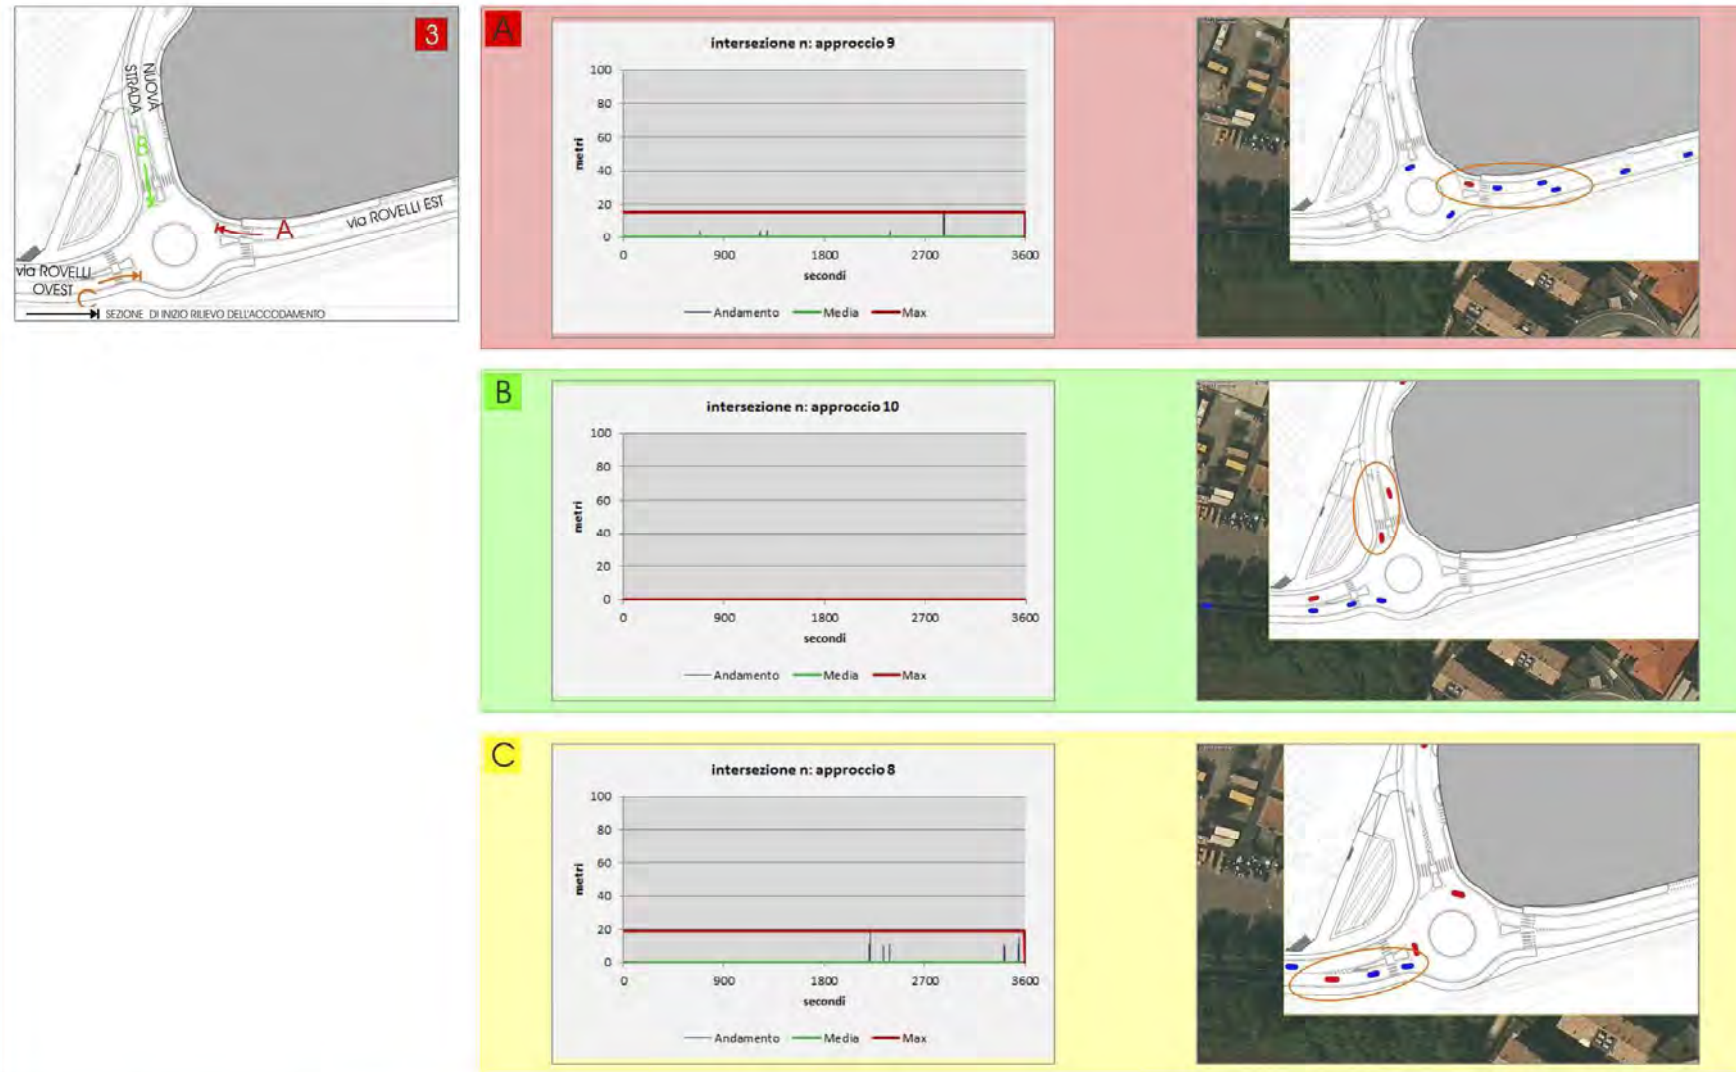 3
STRADA
NUOVA
B
A
via ROVELLI EST
via ROVELLI
OVEST
C
SEZIONE DI INIZIO RILIEVO DELL'ACCODAMENTO
A
intersezione n: approccio 9
100
80
60
40
20
0
metri
0 900 1800 2700 3600
secondi
Andamento Media Max
B
intersezione n: approccio 10
100
80
60
40
20
0
metri
0 900 1800 2700 3600
secondi
Andamento Media Max
C
intersezione n: approccio 8
100
80
60
40
20
0
metri
0 900 1800 2700 3600
secondi
Andamento Media Max